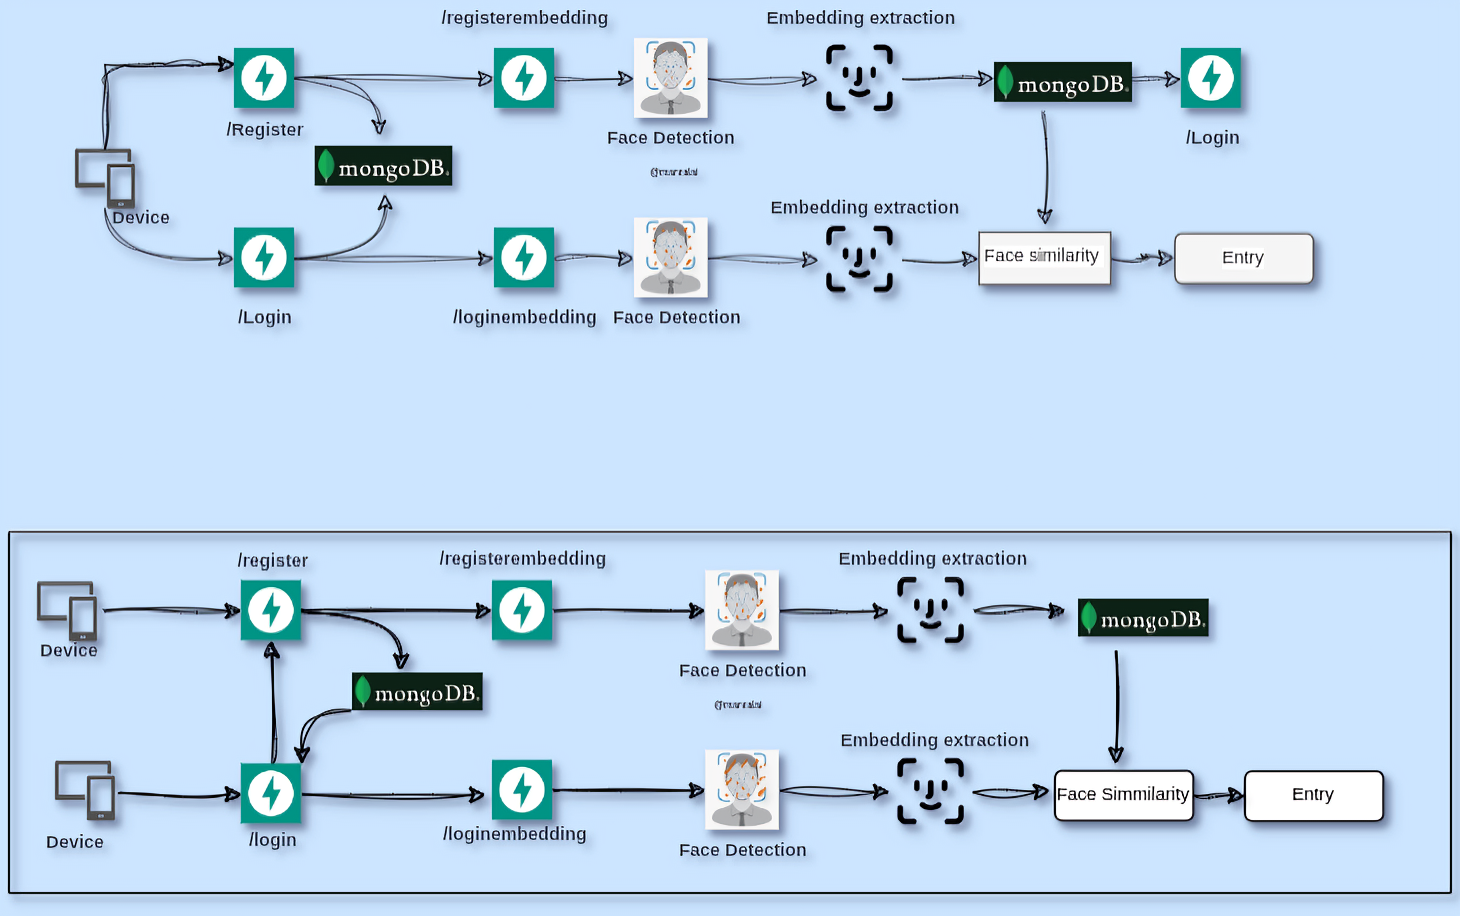 /registerembedding
Embedding extraction
/Register
mongoDB
Face Detection
mongoDB
/Login
Device
Embedding extraction
Face similarity
Entry
/Login
/loginembedding
Face Detection
/register
/registerembedding
Embedding extraction
mongoDB
Device
Face Detection
mongoDB
Embedding extraction
Face Simmilarity
Entry
Device
/login
/loginembedding
Face Detection